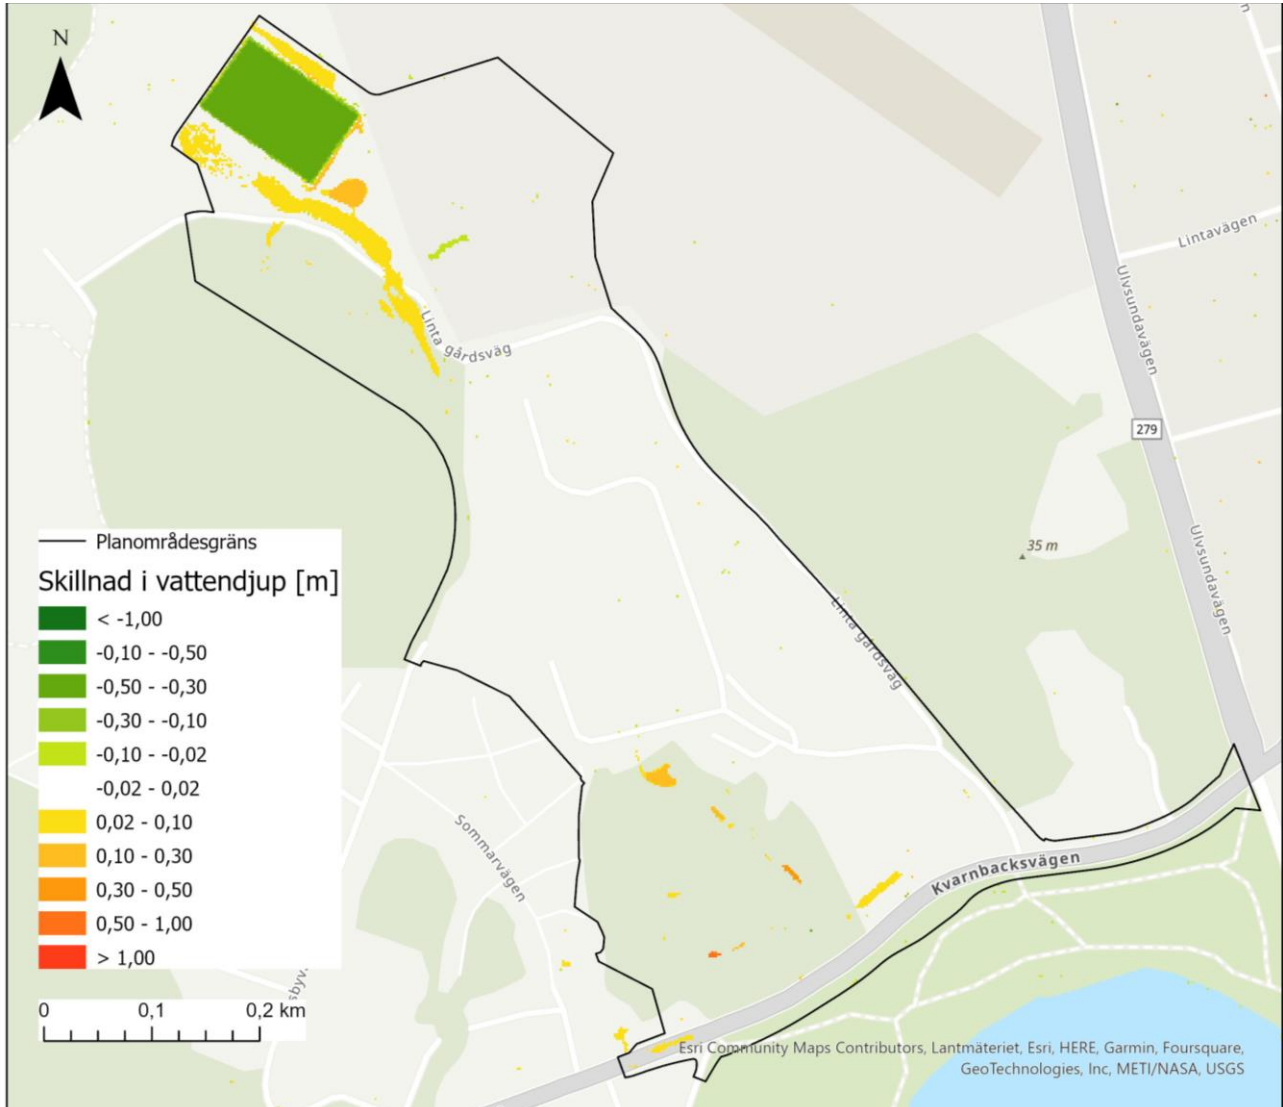 N
n
Lintavägen
Ulvsundavägen
Linta gårdsväg
279
Ulvsundavägen
35 m
Linta gårdsväg
Planområdesgräns
Skillnad i vattendjup [m]
< -1,00
-0,10 - -0,50
-0,50 - -0,30
-0,30 - -0,10
-0,10 - -0,02
-0,02 - 0,02
0,02 - 0,10
0,10 - 0,30
0,30 - 0,50
0,50 - 1,00
> 1,00
Sommarvägen
Kvarnbacksvägen
sbyv
0 0,1 0,2 km
Esri Community Maps Contributors, Lantmäteriet, Esri, HERE, Garmin, Foursquare,
GeoTechnologies, Inc, METI/NASA, USGS